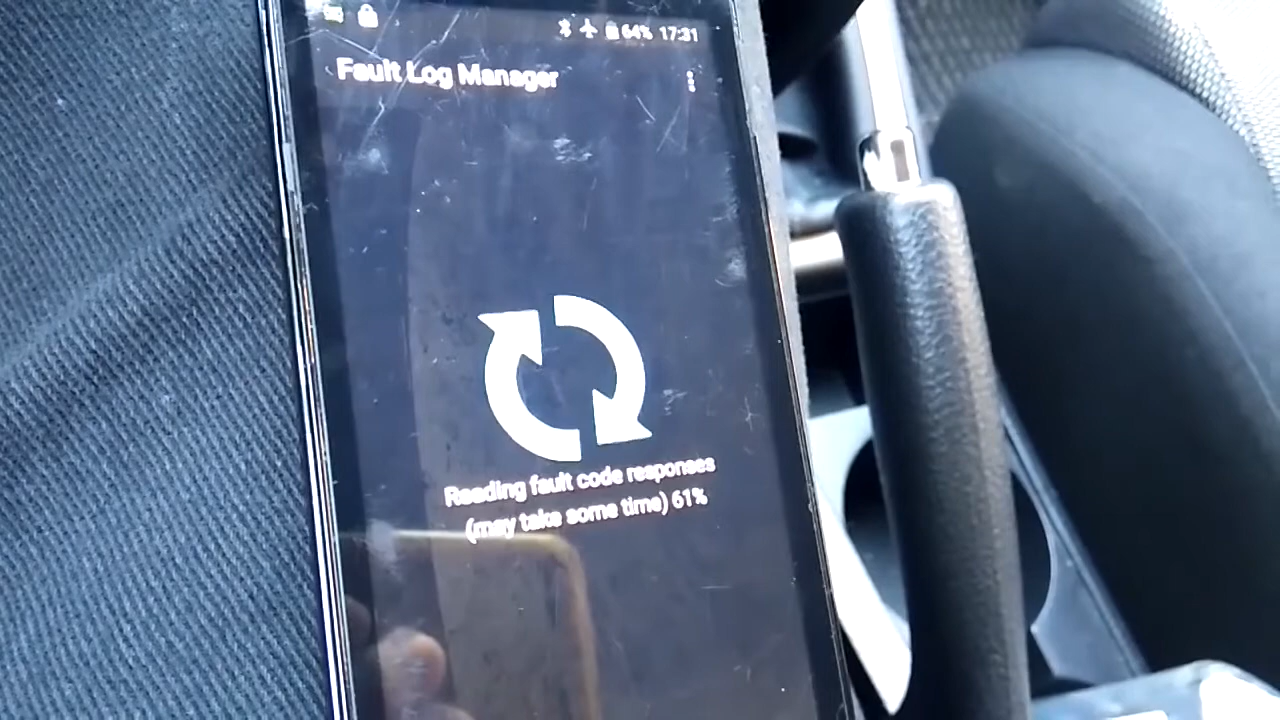 64% 17:31
Fault Log Manager
Reading fault code responses
(may take some time) 61%